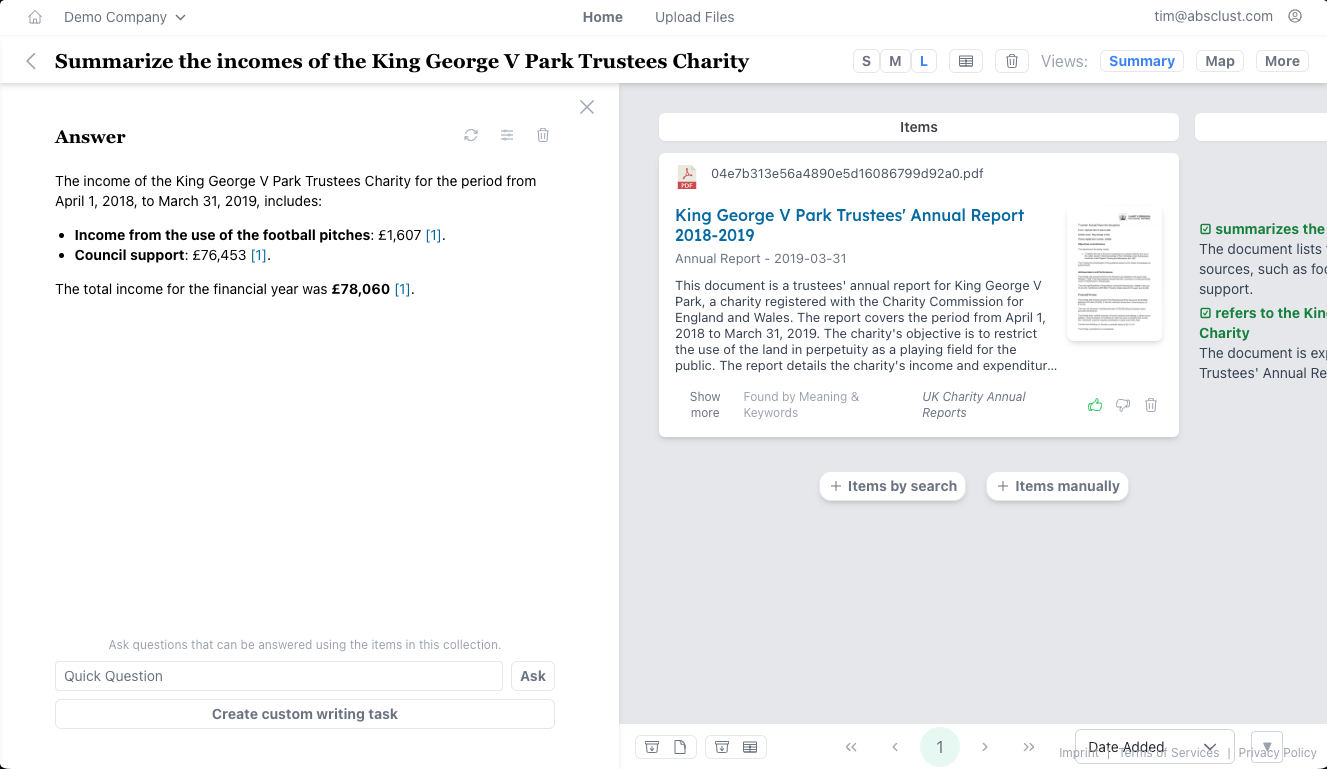 Demo Company
Home
Upload Files
tim@absclust.com
Summarize the incomes of the King George V Park Trustees Charity
S
M
L
Views:
Summary
Map
More
Answer
The income of the King George V Park Trustees Charity for the period from
April 1, 2018, to March 31, 2019, includes:
• Income from the use of the football pitches: £1,607 [1].
• Council support: £76,453 [1].
The total income for the financial year was £78,060 [1].
Ask questions that can be answered using the items in this collection.
Quick Question
Ask
Create custom writing task
Items
PDF
04e7b313e56a4890e5d16086799d92a0.pdf
King George V Park Trustees' Annual Report
2018-2019
Annual Report - 2019-03-31
This document is a trustees' annual report for King George V
Park, a charity registered with the Charity Commission for
England and Wales. The report covers the period from April 1,
2018 to March 31, 2019. The charity's objective is to restrict
the use of the land in perpetuity as a playing field for the
public. The report details the charity's income and expenditur...
Show
more
Found by Meaning &
Keywords
UK Charity Annual
Reports
+ Items by search
+ Items manually
summarizes the
The document lists
sources, such as foo
support.
refers to the King
Charity
The document is exp
Trustees' Annual Re
1
Date Added
Imprint | Terms of Services | Privacy Policy